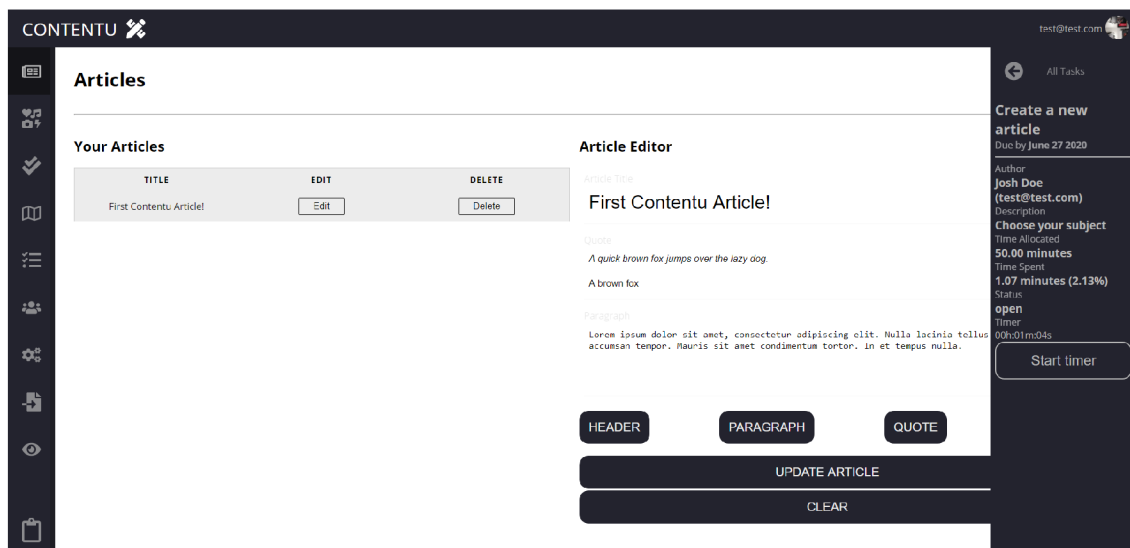 CONTENTU
test@test.com
Articles
Your Articles
TITLE EDIT DELETE
First Contentu Article! Edit Delete
Article Editor
Article Title
First Contentu Article!
Quote
A quick brown fox jumps over the lazy dog.
A brown fox
Paragraph
Lorem ipsum dolor sit amet, consectetur adipiscing elit. Nulla lacinia tellus
accumsan tempor. Mauris sit amet condimentum tortor. In et tempus nulla.
HEADER PARAGRAPH QUOTE
UPDATE ARTICLE
CLEAR
All Tasks
Create a new
article
Due by June 27 2020
Author
Josh Doe
(test@test.com)
Description
Choose your subject
Time Allocated
50.00 minutes
Time Spent
1.07 minutes (2.13%)
Status
open
Timer
00h:01m:04s
Start timer